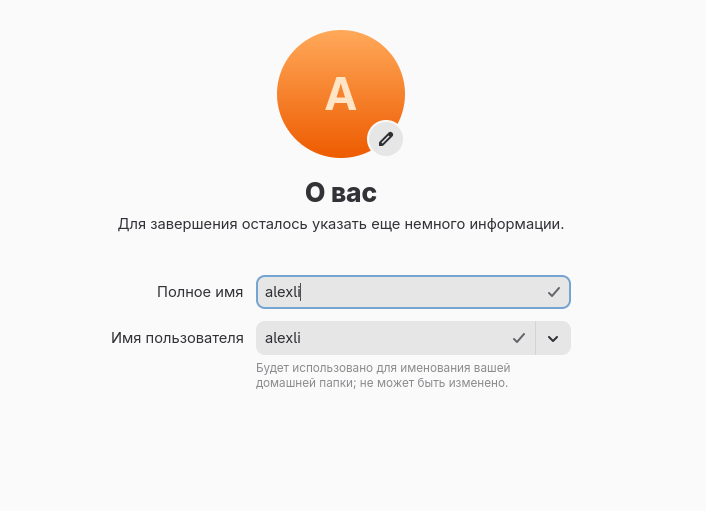 A
О вас
Для завершения осталось указать еще немного информации.
Полное имя alexli
Имя пользователя alexli
Будет использовано для именования вашей
домашней папки; не может быть изменено.